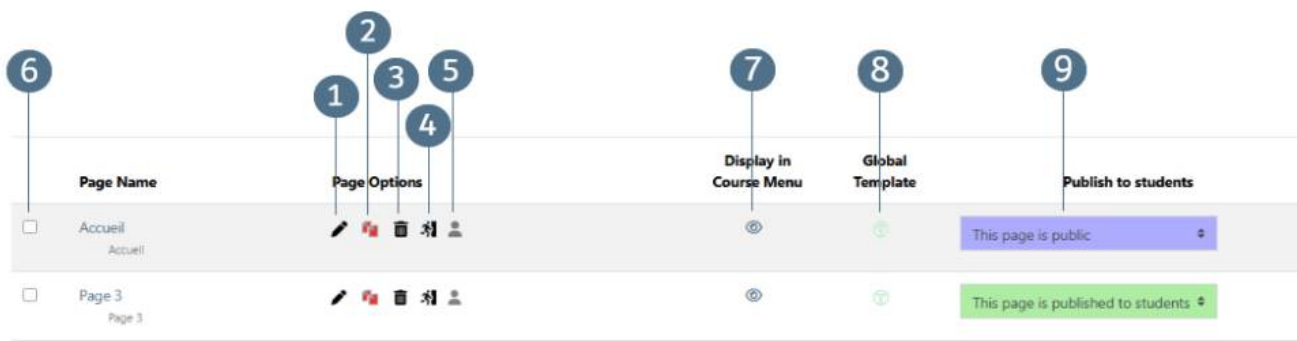 2
6
3
5
7
8
9
1
4
Page Name
Page Options
Display in
Course Menu
Global
Template
Publish to students
Accueil
Accueil
This page is public
Page 3
Page 3
This page is published to students